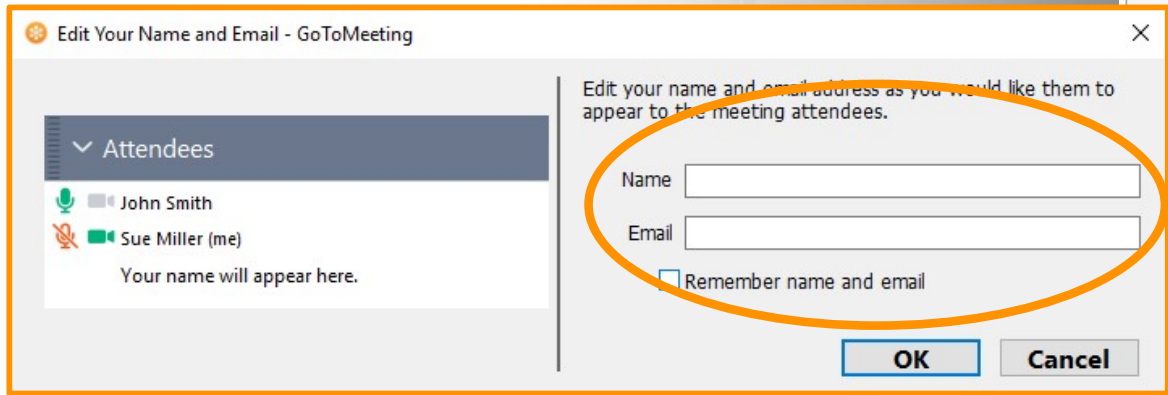 Edit Your Name and Email - GoToMeeting
Attendees
John Smith
Sue Miller (me)
Your name will appear here.
Edit your name and email address as you would like them to
appear to the meeting attendees.
Name
Email
Remember name and email
OK
Cancel